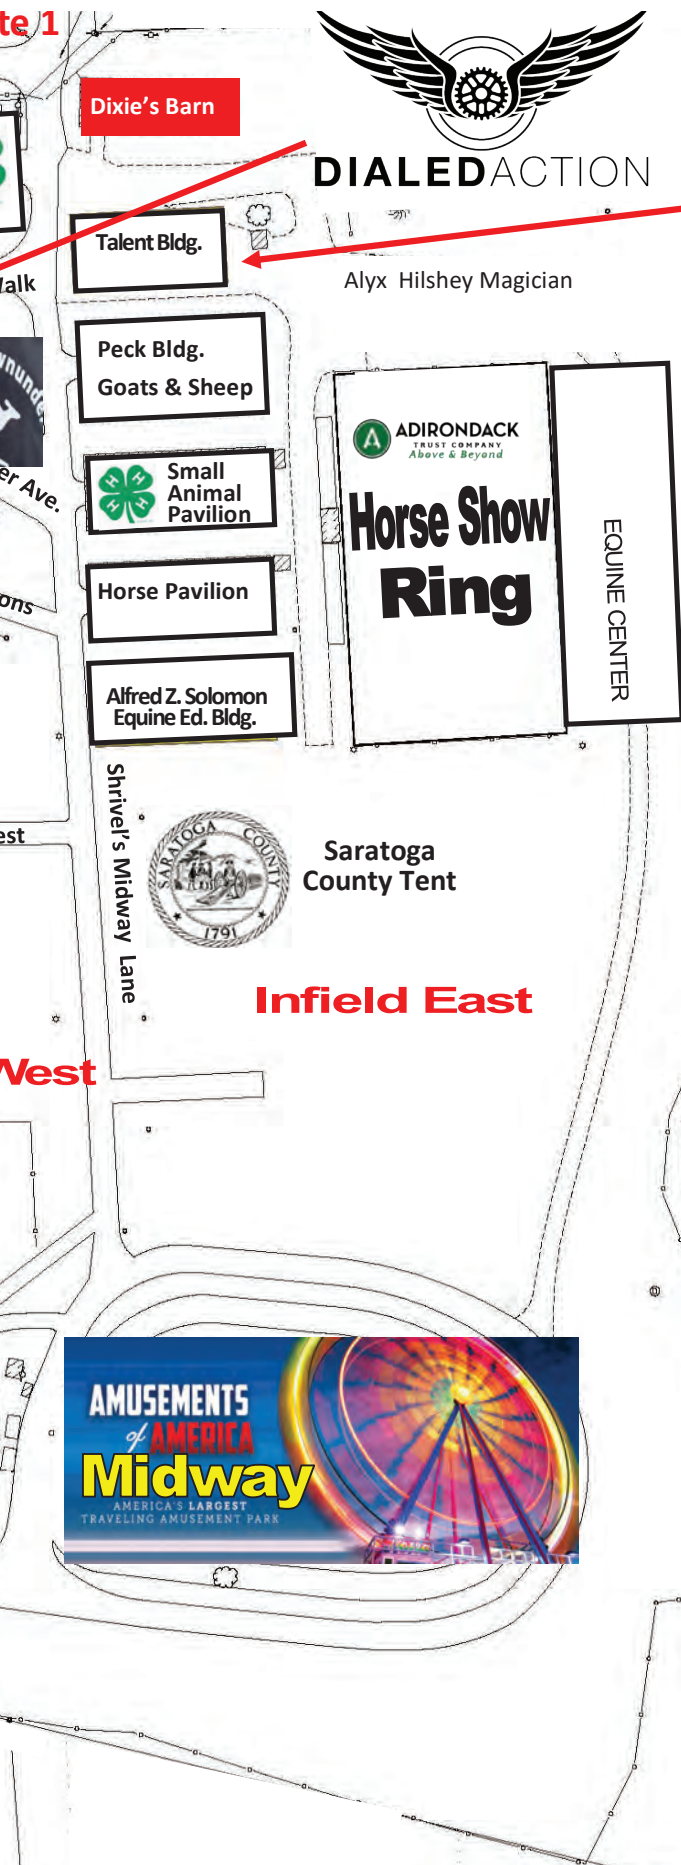 te 1
Dixie's Barn
DIALEDACTION
Talent Bldg.
Alyx Hilshey Magician
Peck Bldg.
Goats & Sheep
ADIRONDACK
TRUST COMPANY
Above & Beyond
H H
H H
Small
Animal
Pavilion
Horse Show
Ring
EQUINE CENTER
er Ave.
Horse Pavilion
ons
Alfred Z. Solomon
Equine Ed. Bldg.
Shrivel's Midway Lane
est
SARATOGA COUNTY
1791
Saratoga
County Tent
Infield East
West
AMUSEMENTS
of AMERICA
Midway
AMERICA'S LARGEST
TRAVELING AMUSEMENT PARK